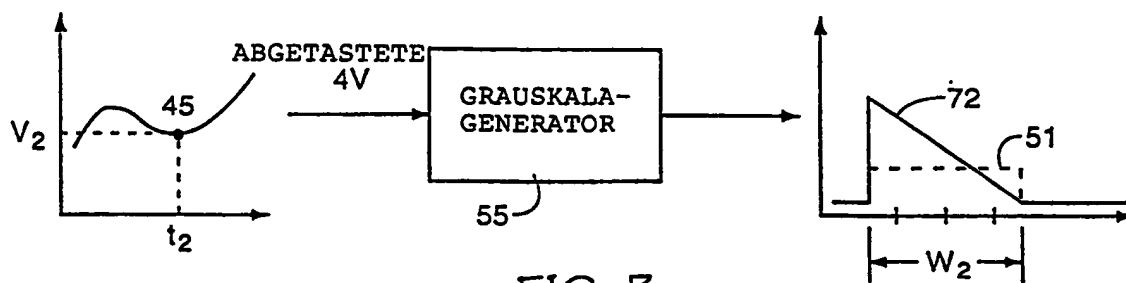 V2
45
t2
ABGETASTETE
4V
GRAUSKALA-
GENERATOR
55
72
51
W2